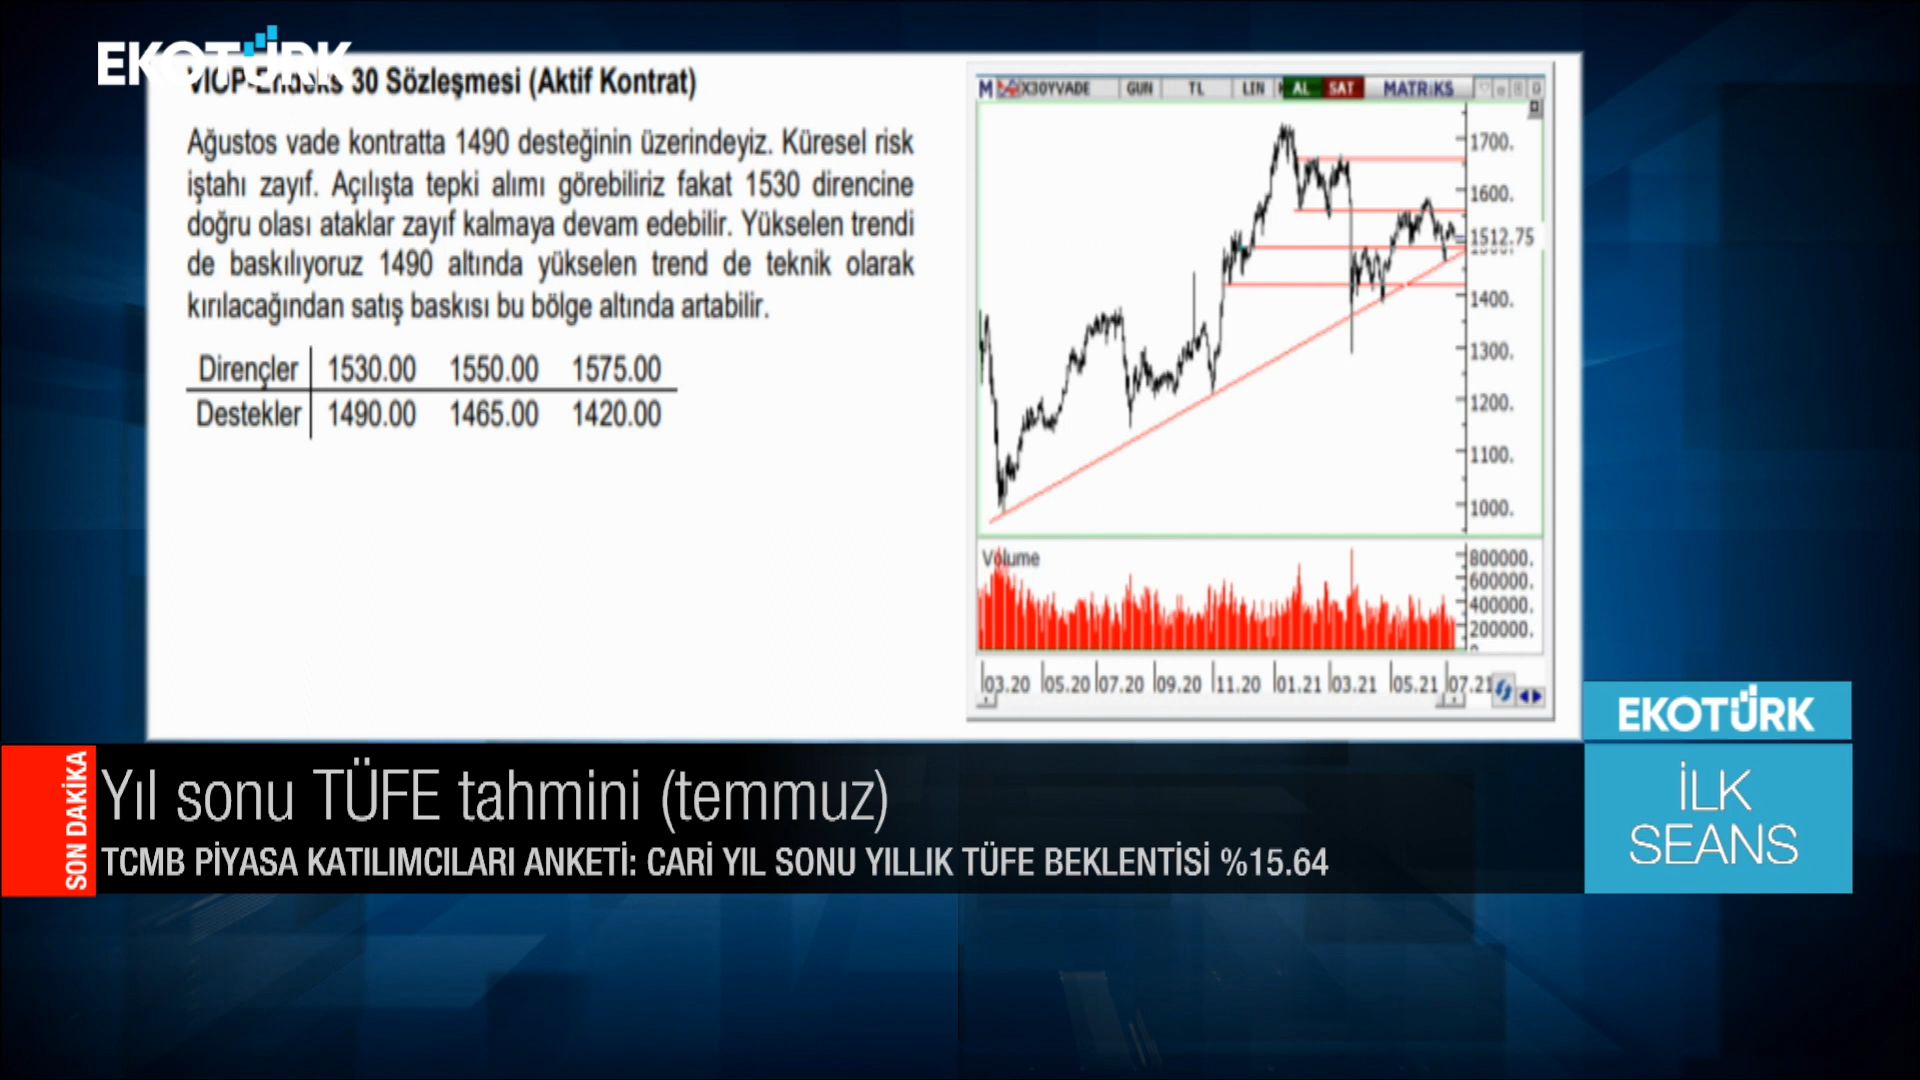 EKOTÜRK
VIOP-Endeks 30 Sözleşmesi (Aktif Kontrat)
Ağustos vade kontratta 1490 desteğinin üzerindeyiz. Küresel risk
iştahı zayıf. Açılışta tepki alımı görebiliriz fakat 1530 direncine
doğru olası ataklar zayıf kalmaya devam edebilir. Yükselen trendi
de baskılıyoruz 1490 altında yükselen trend de teknik olarak
kırılacağından satış baskısı bu bölge altında artabilir.
Dirençler 1530.00 1550.00 1575.00
Destekler 1490.00 1465.00 1420.00
X30YVADE GUN TL LIN AL SAT MATRiKS
1700.
1600.
1512.75
1400.
1300.
1200.
1100.
1000.
Volume
800000.
600000.
400000.
200000.
0
03.20 05.20 07.20 09.20 11.20 01.21 03.21 05.21 07.21
EKOTÜRK
İLK
SEANS
SON DAKİKA
Yıl sonu TÜFE tahmini (temmuz)
TCMB PİYASA KATILIMCILARI ANKETİ: CARİ YIL SONU YILLIK TÜFE BEKLENTİSİ %15.64